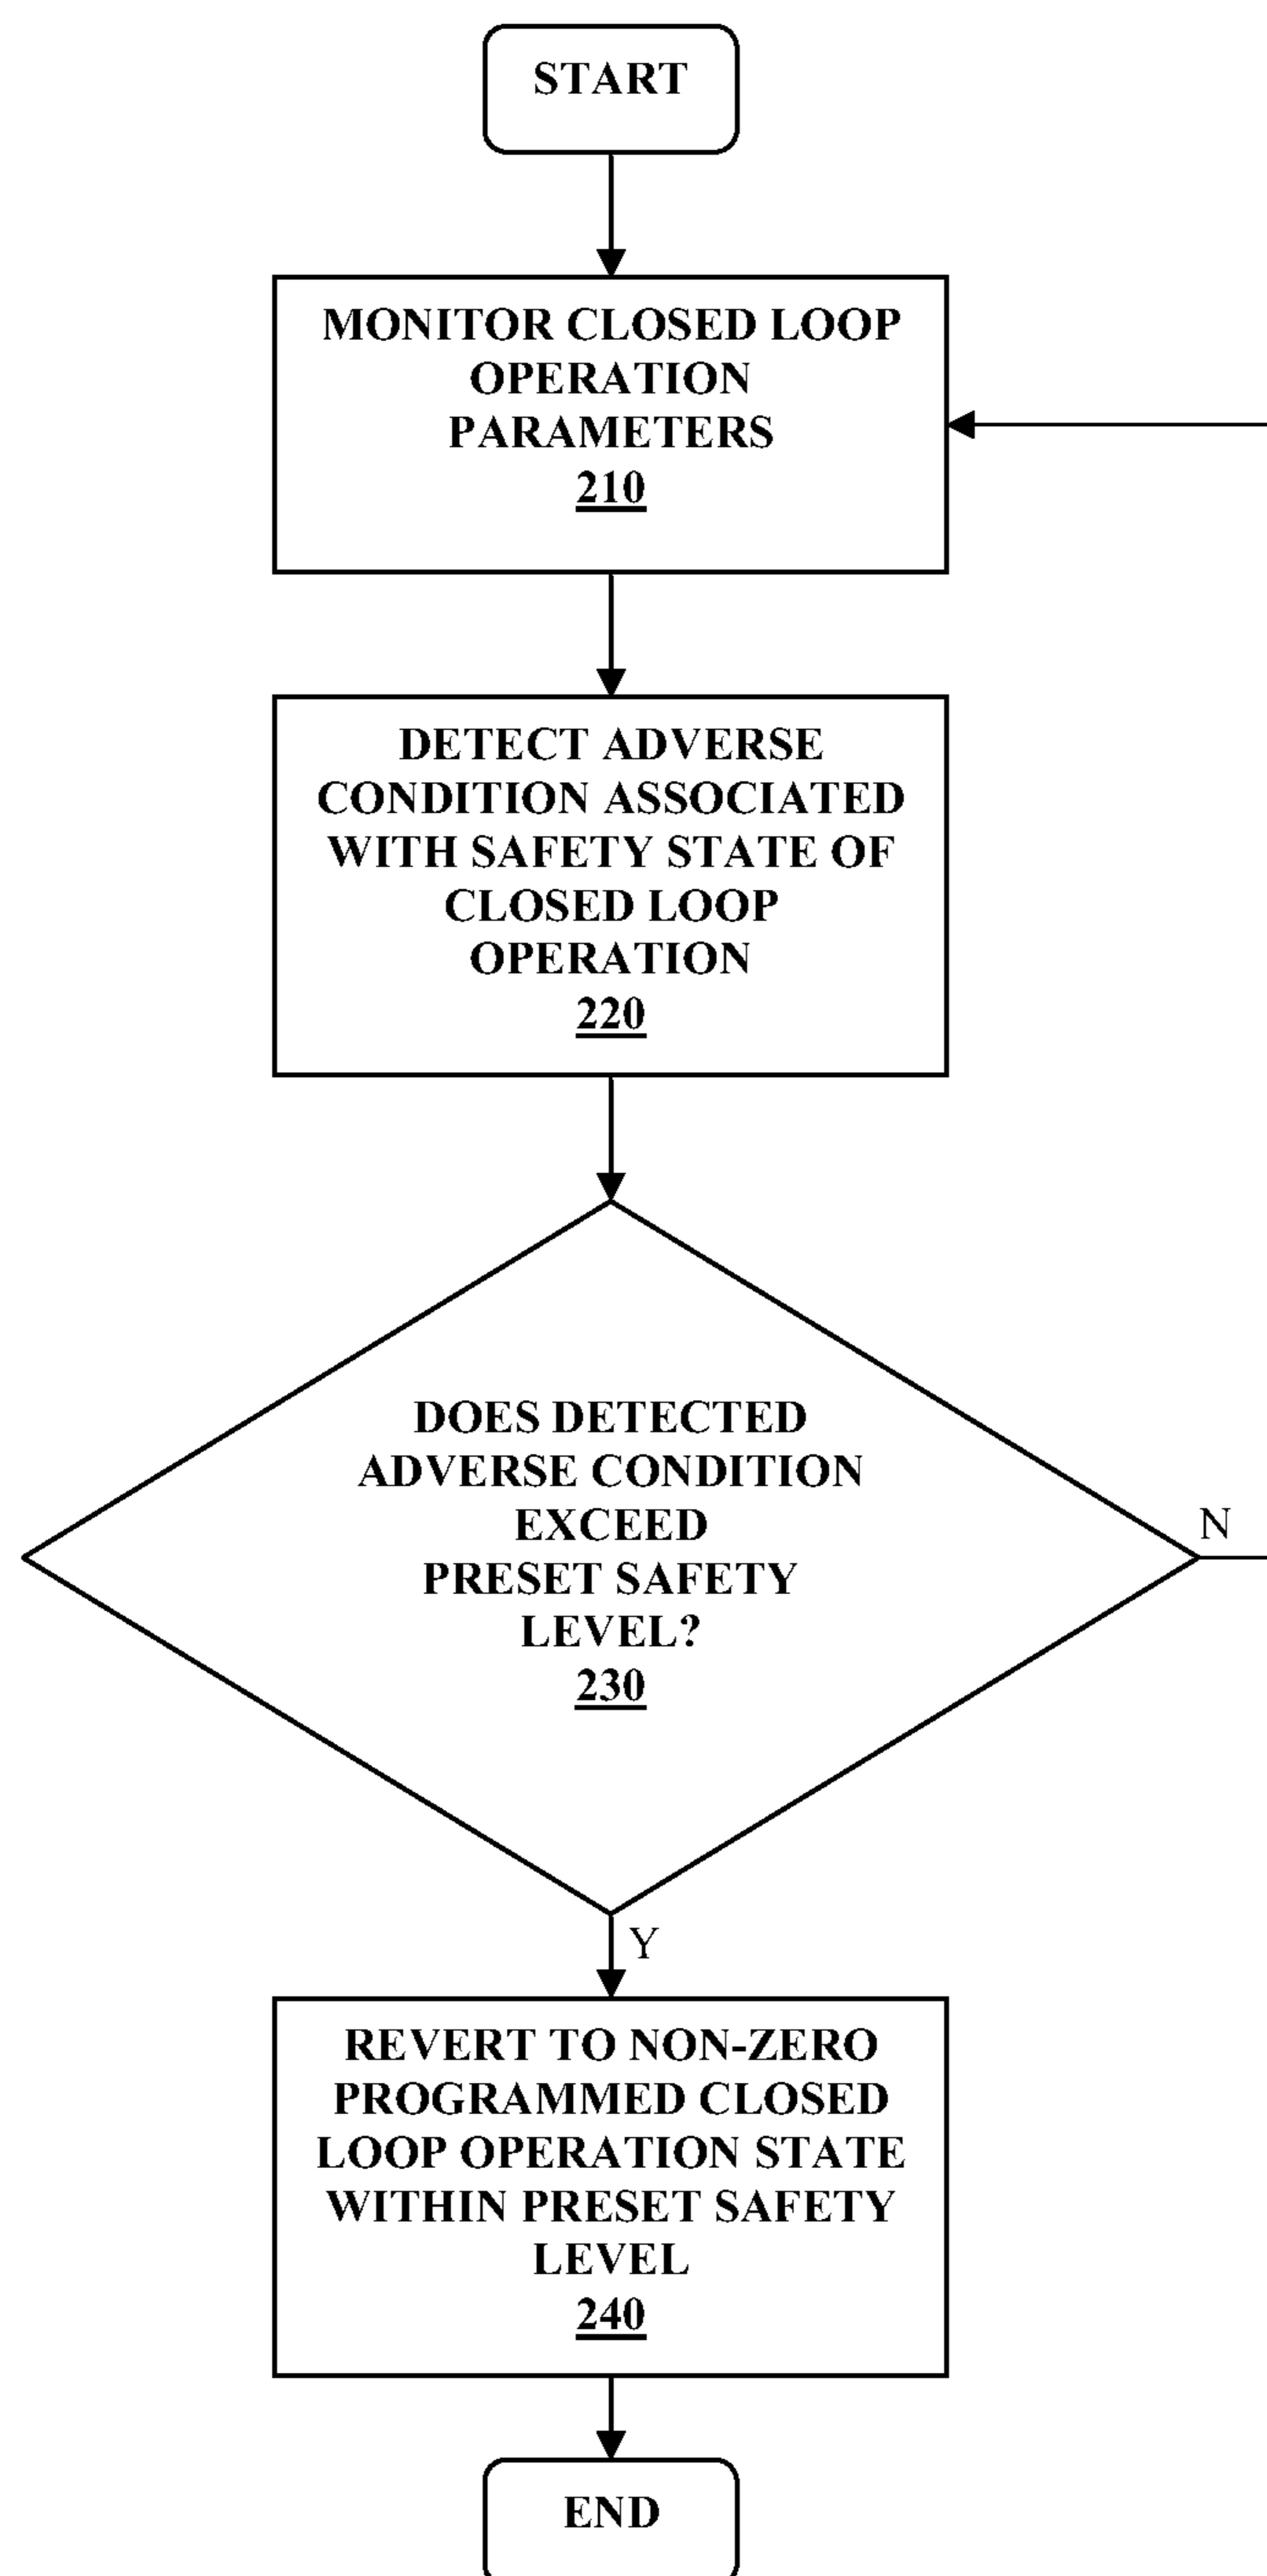 START
MONITOR CLOSED LOOP
OPERATION
PARAMETERS
210
DETECT ADVERSE
CONDITION ASSOCIATED
WITH SAFETY STATE OF
CLOSED LOOP
OPERATION
220
DOES DETECTED
ADVERSE CONDITION
EXCEED
PRESET SAFETY
LEVEL?
230
N
Y
REVERT TO NON-ZERO
PROGRAMMED CLOSED
LOOP OPERATION STATE
WITHIN PRESET SAFETY
LEVEL
240
END